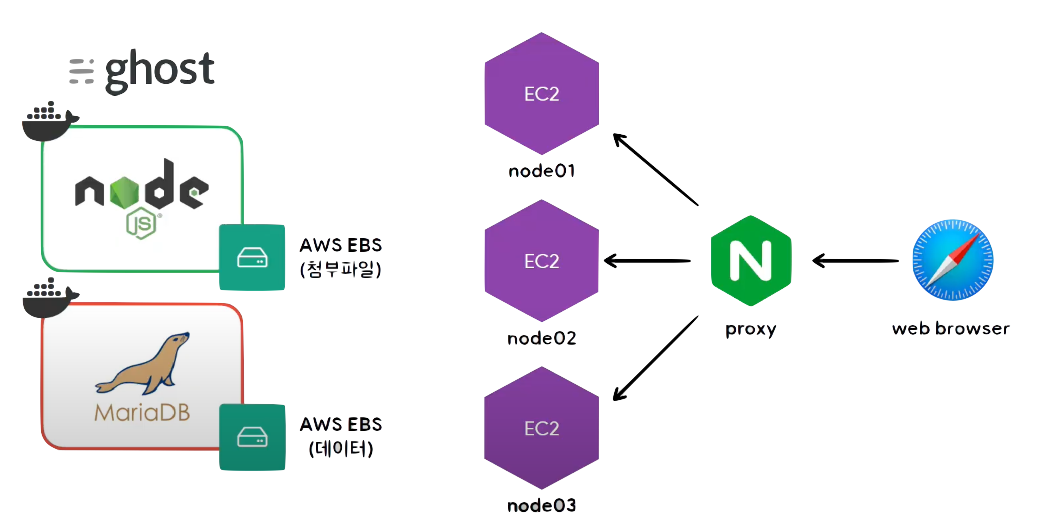 ghost
node
JS
AWS EBS
(첨부파일)
MariaDB
AWS EBS
(데이터)
EC2
node01
EC2
node02
EC2
node03
N
proxy
web browser